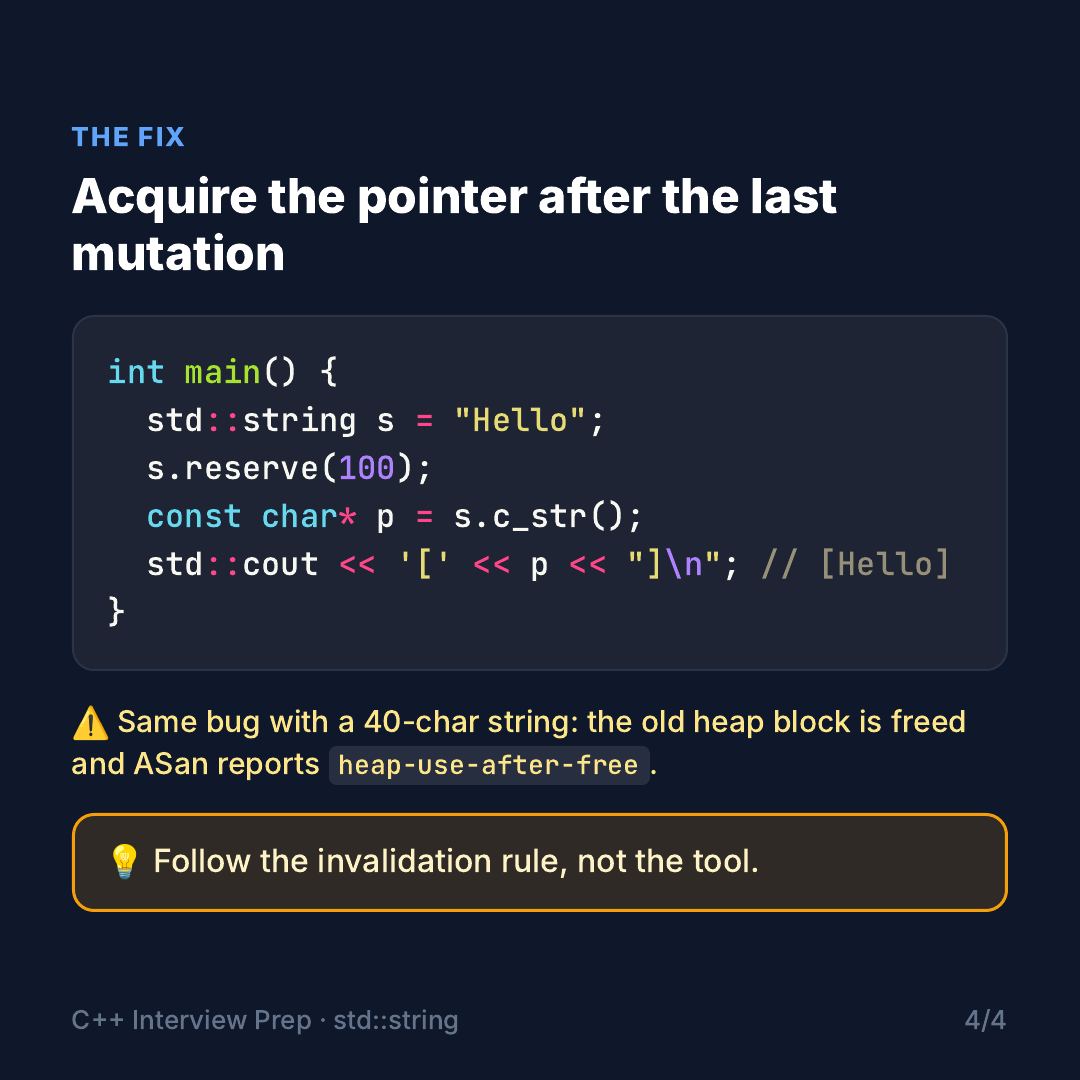 THE FIX
Acquire the pointer after the last
mutation
int main() {
  std::string s = "Hello";
  s.reserve(100);
  const char* p = s.c_str();
  std::cout << '[' << p << "]\n"; // [Hello]
}
⚠️ Same bug with a 40-char string: the old heap block is freed
and ASan reports heap-use-after-free.
💡 Follow the invalidation rule, not the tool.
C++ Interview Prep · std::string
4/4